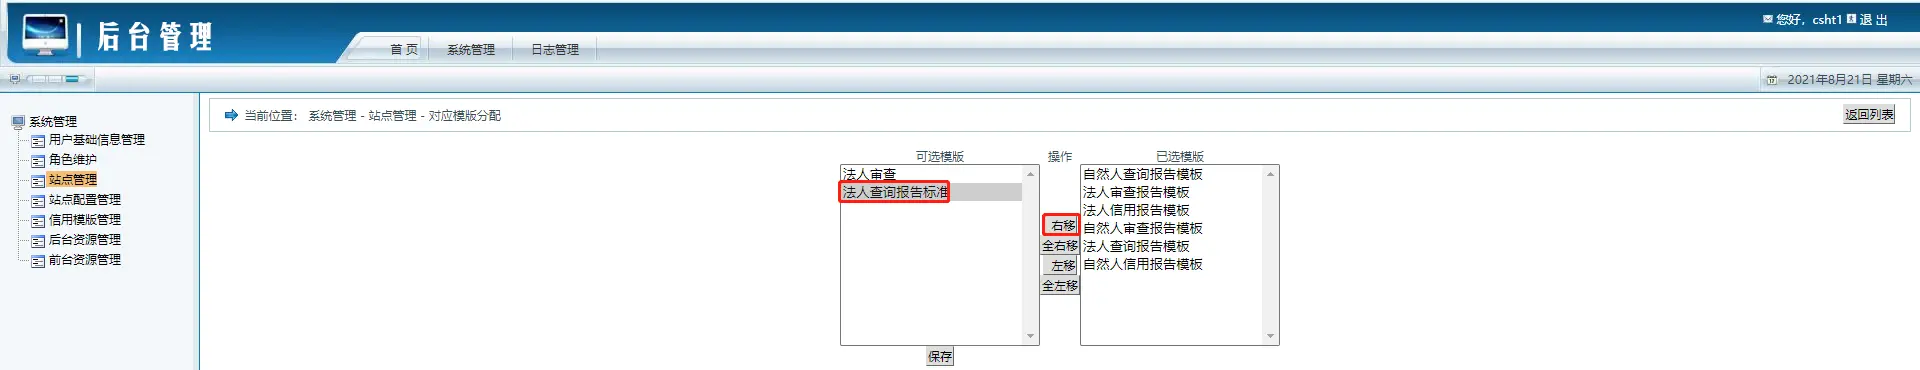 您好，csht1 退 出
后台管理
首 页 系统管理 日志管理
2021年8月21日 星期六
系统管理
用户基础信息管理
角色维护
站点管理
站点配置管理
信用模版管理
后台资源管理
前台资源管理
当前位置： 系统管理 - 站点管理 - 对应模版分配
返回列表
可选模版 操作 已选模版
法人审查
法人查询报告标准
右移
全右移
左移
全左移
自然人查询报告模板
法人审查报告模板
法人信用报告模板
自然人审查报告模板
法人查询报告模板
自然人信用报告模板
保存